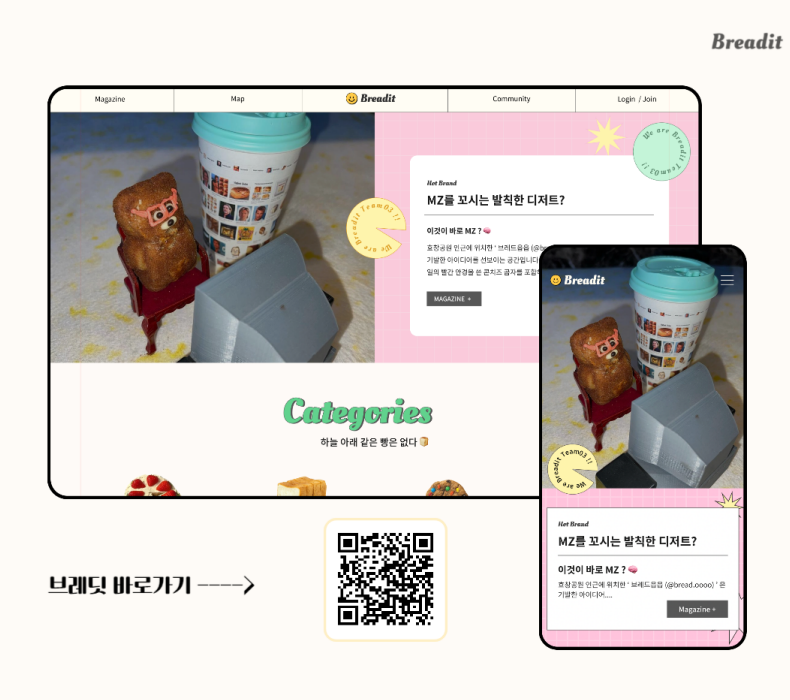 Breadit
Magazine
Map
Breadit
Community
Login / Join
We are Breadit Team03 !!
We are Breadit Team03 !!
Hot Brand
MZ를 꼬시는 발칙한 디저트?
이것이 바로 MZ ?
효창공원 인근에 위치한 ' 브레드읍읍 (@br
기발한 아이디어를 선보이는 공간입니다
일의 빨간 안경을 쓴 콘치즈 곰자를 포함
MAGAZINE +
Categories
하늘 아래 같은 빵은 없다
브레딧 바로가기 ---->
Breadit
We are Breadit Team03 !!
Hot Brand
MZ를 꼬시는 발칙한 디저트?
이것이 바로 MZ ?
효창공원 인근에 위치한 ' 브레드읍읍 (@bread.oooo) ' 은
기발한 아이디어....
Magazine +